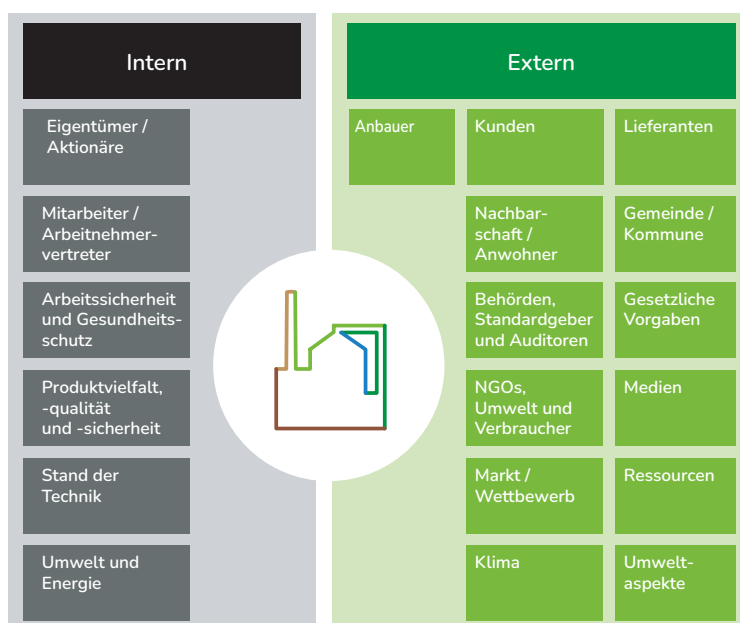 Intern
Eigentümer /
Aktionäre
Mitarbeiter /
Arbeitnehmer-
vertreter
Arbeitssicherheit
und Gesundheits-
schutz
Produktvielfalt,
-qualität
und -sicherheit
Stand der
Technik
Umwelt und
Energie
Extern
Anbauer
Kunden
Lieferanten
Nachbar-
schaft /
Anwohner
Gemeinde /
Kommune
Behörden,
Standardgeber
und Auditoren
Gesetzliche
Vorgaben
NGOs,
Umwelt und
Verbraucher
Medien
Markt /
Wettbewerb
Ressourcen
Klima
Umwelt-
aspekte